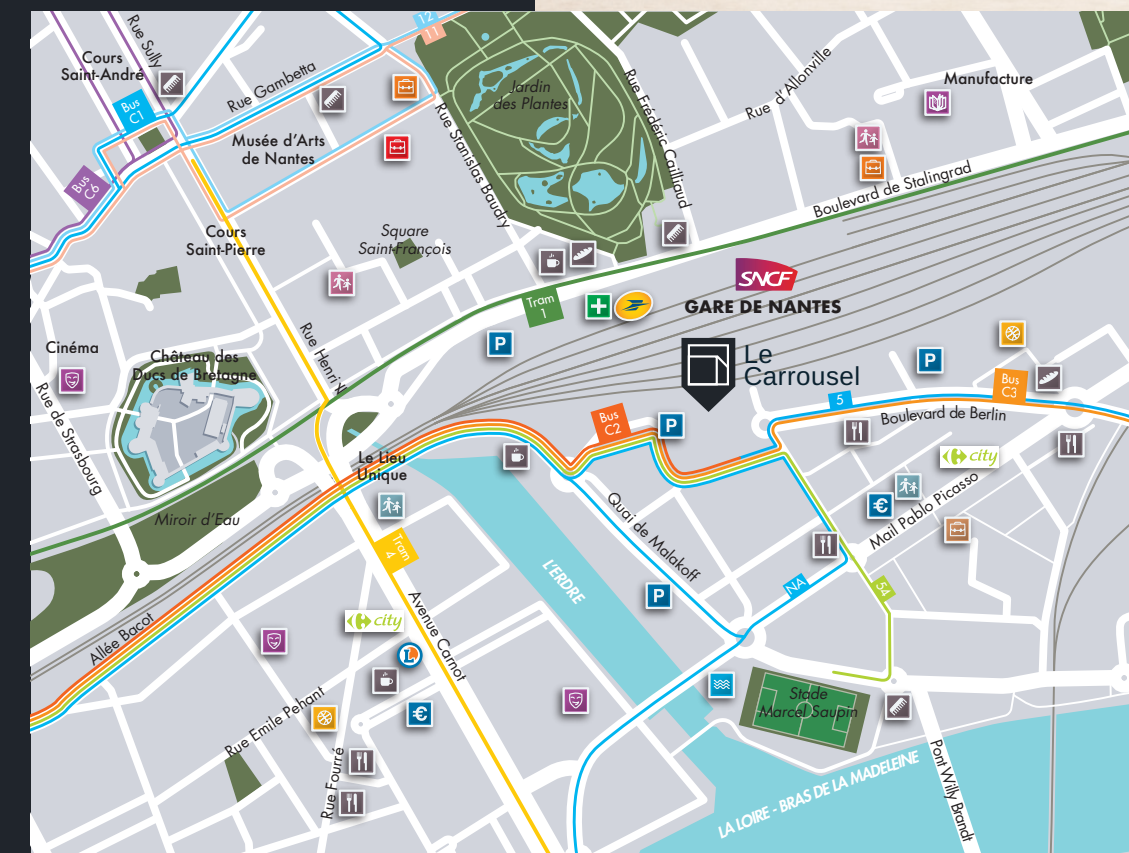 12
11
Rue Sully
Cours
Saint-André
Bus
C1
Rue Gambetta
Jardin
des Plantes
Rue Frédéric Cailliaud
Rue d'Allonville
Manufacture
Musée d'Arts
de Nantes
Rue Stanislas Baudry
Bus
C6
Boulevard de Stalingrad
Cours
Saint-Pierre
Square
Saint-François
SNCF
GARE DE NANTES
Tram
1
P
Rue Henri IV
Cinéma
Château des
Ducs de Bretagne
Le
Carrousel
P
Bus
C3
5
Boulevard de Berlin
Rue de Strasbourg
Bus
C2
P
Le Lieu
Unique
city
Miroir d'Eau
Quai de Malakoff
€
Mail Pablo Picasso
Tram
4
L'ERDRE
P
NA
54
Allée Bacot
city
Avenue Carnot
L
€
Rue Emile Pehant
Rue Fourré
Stade
Marcel Saupin
Pont Willy Brandt
LA LOIRE - BRAS DE LA MADELEINE